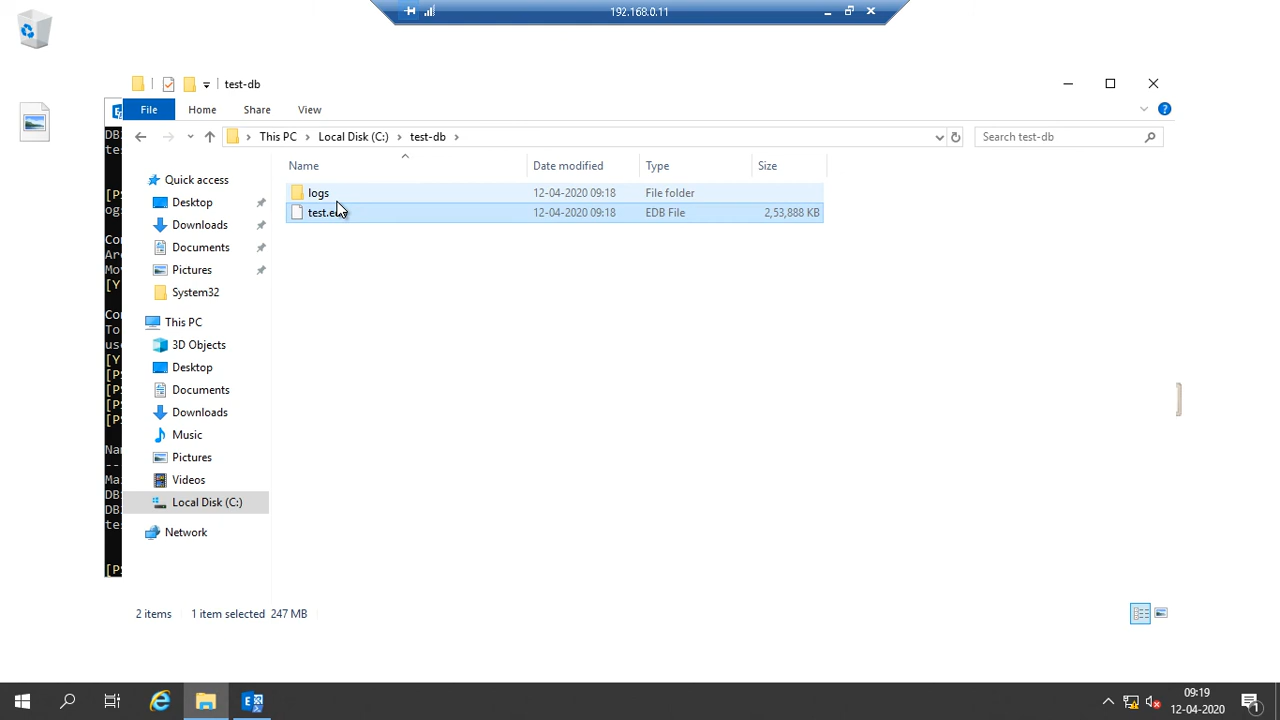 192.168.0.11
test-db
File Home Share View
This PC Local Disk (C:) test-db
Search test-db
Name Date modified Type Size
logs 12-04-2020 09:18 File folder
12-04-2020 09:18 EDB File 2,53,888 KB
Quick access
Desktop
Downloads
Documents
Pictures
System32
This PC
3D Objects
Desktop
Documents
Downloads
Music
Pictures
Videos
Local Disk (C:)
Network
2 items 1 item selected 247 MB
09:19
12-04-2020